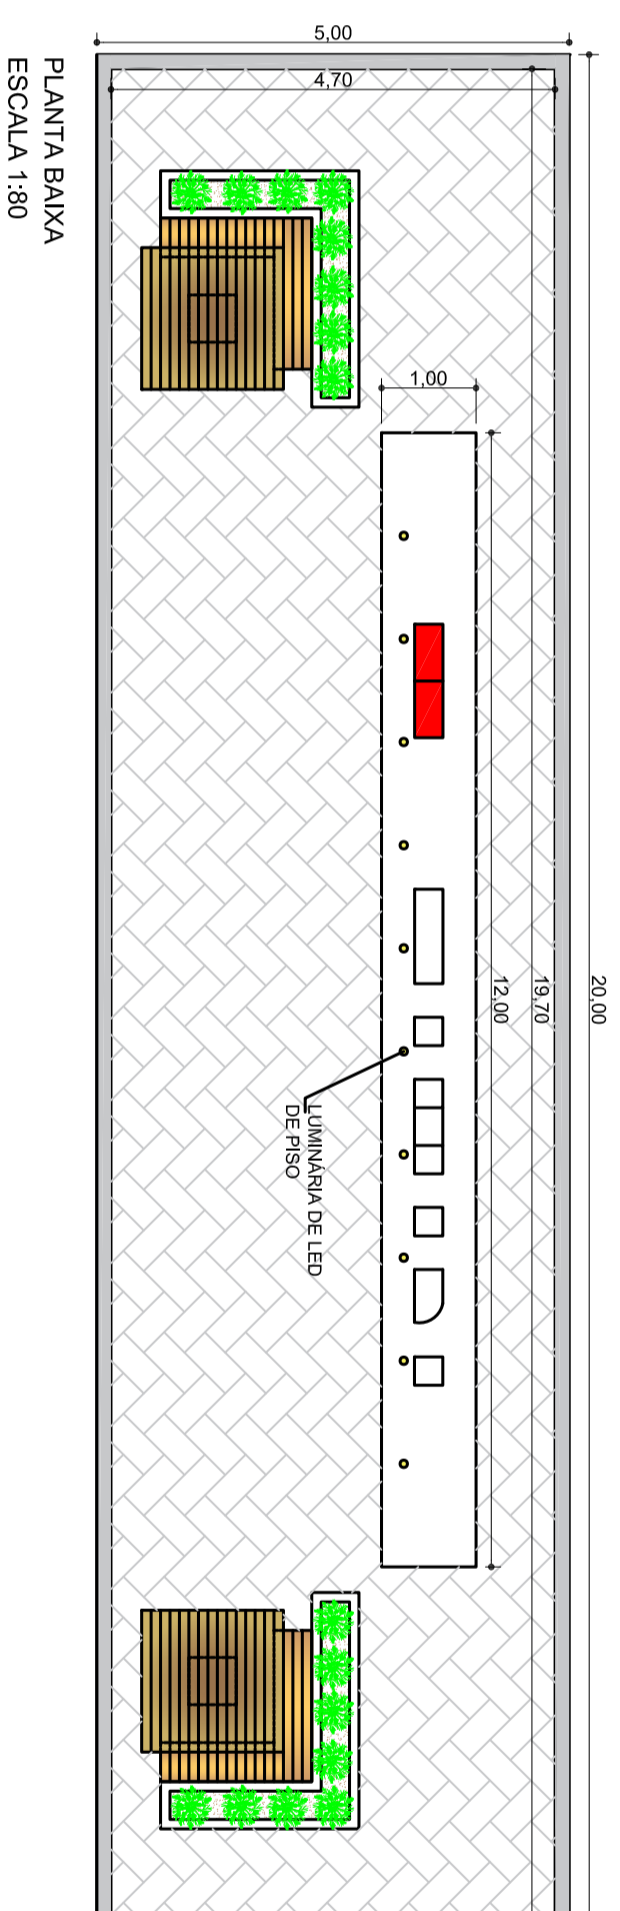 PLANTA BAIXA
ESCALA 1:80
5,00
4,70
1,00
20,00
19,70
12,00
LUMINÁRIA DE LED
DE PISO